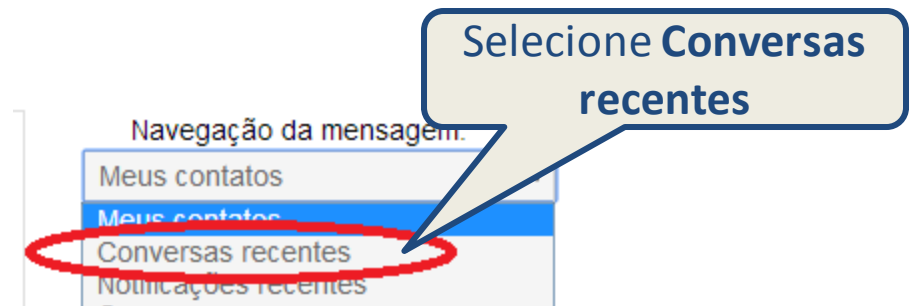 Selecione Conversas
recentes
Navegação da mensagem:
Meus contatos
Meus contatos
Conversas recentes
Notificações recentes